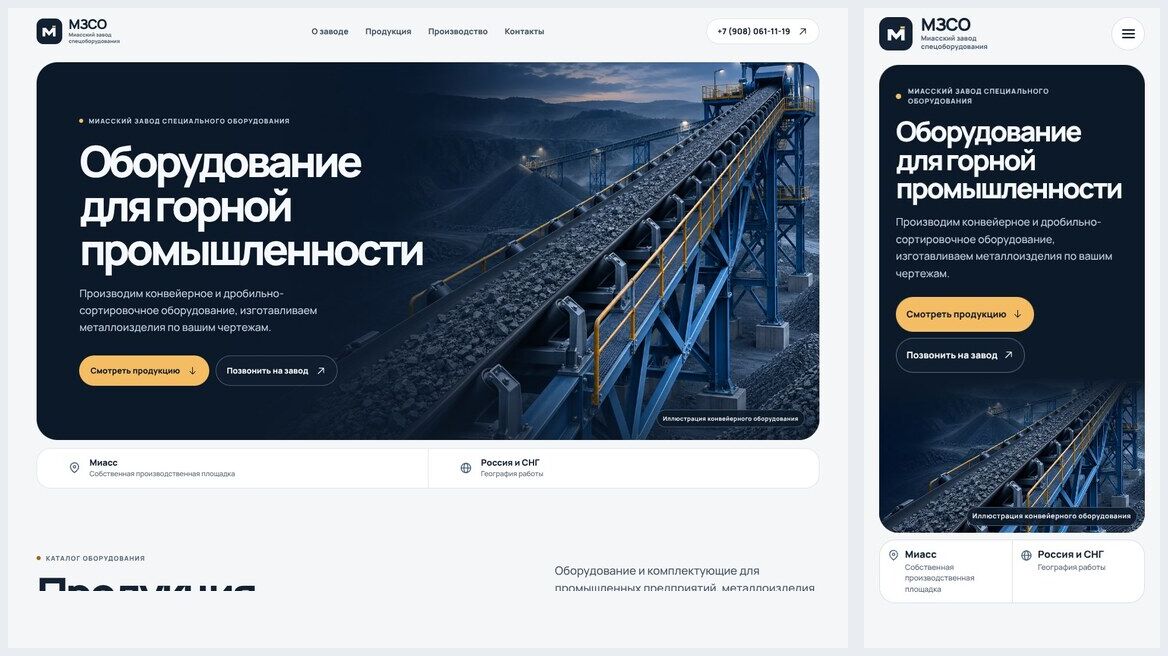 МЗСО
Миасский завод
спецоборудования
О заводе
Продукция
Производство
Контакты
+7 (908) 061-11-19
МИАССКИЙ ЗАВОД СПЕЦИАЛЬНОГО ОБОРУДОВАНИЯ
Оборудование
для горной
промышленности
Производим конвейерное и дробильно-
сортировочное оборудование, изготавливаем
металлоизделия по вашим чертежам.
Смотреть продукцию
Позвонить на завод
Иллюстрация конвейерного оборудования
Миасс
Собственная производственная площадка
Россия и СНГ
География работы
КАТАЛОГ ОБОРУДОВАНИЯ
Продукция
Оборудование и комплектующие для
промышленных предприятий, металлоизделия
МЗСО
Миасский завод
спецоборудования
МИАССКИЙ ЗАВОД СПЕЦИАЛЬНОГО
ОБОРУДОВАНИЯ
Оборудование
для горной
промышленности
Производим конвейерное и дробильно-
сортировочное оборудование,
изготавливаем металлоизделия по вашим
чертежам.
Смотреть продукцию
Позвонить на завод
Иллюстрация конвейерного оборудования
Миасс
Собственная
производственная
площадка
Россия и СНГ
География работы